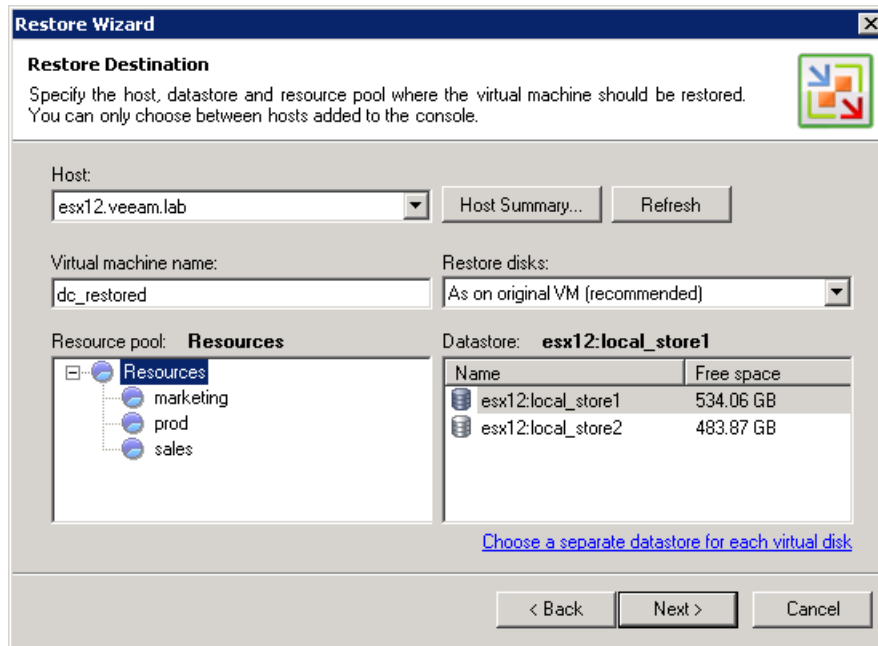 Restore Wizard
Restore Destination
Specify the host, datastore and resource pool where the virtual machine should be restored.
You can only choose between hosts added to the console.
Host:
esx12.veeam.lab
Host Summary...
Refresh
Virtual machine name:
Restore disks:
dc_restored
As on original VM (recommended)
Resource pool: Resources
Datastore: esx12:local_store1
Resources
marketing
prod
sales
Name Free space
esx12:local_store1 534.06 GB
esx12:local_store2 483.87 GB
Choose a separate datastore for each virtual disk
< Back
Next >
Cancel